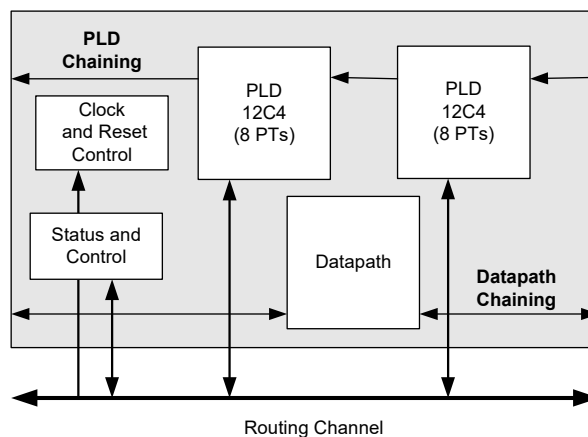 PLD
Chaining
PLD
12C4
(8 PTs)
PLD
12C4
(8 PTs)
Clock
and Reset
Control
Status and
Control
Datapath
Datapath
Chaining
Routing Channel